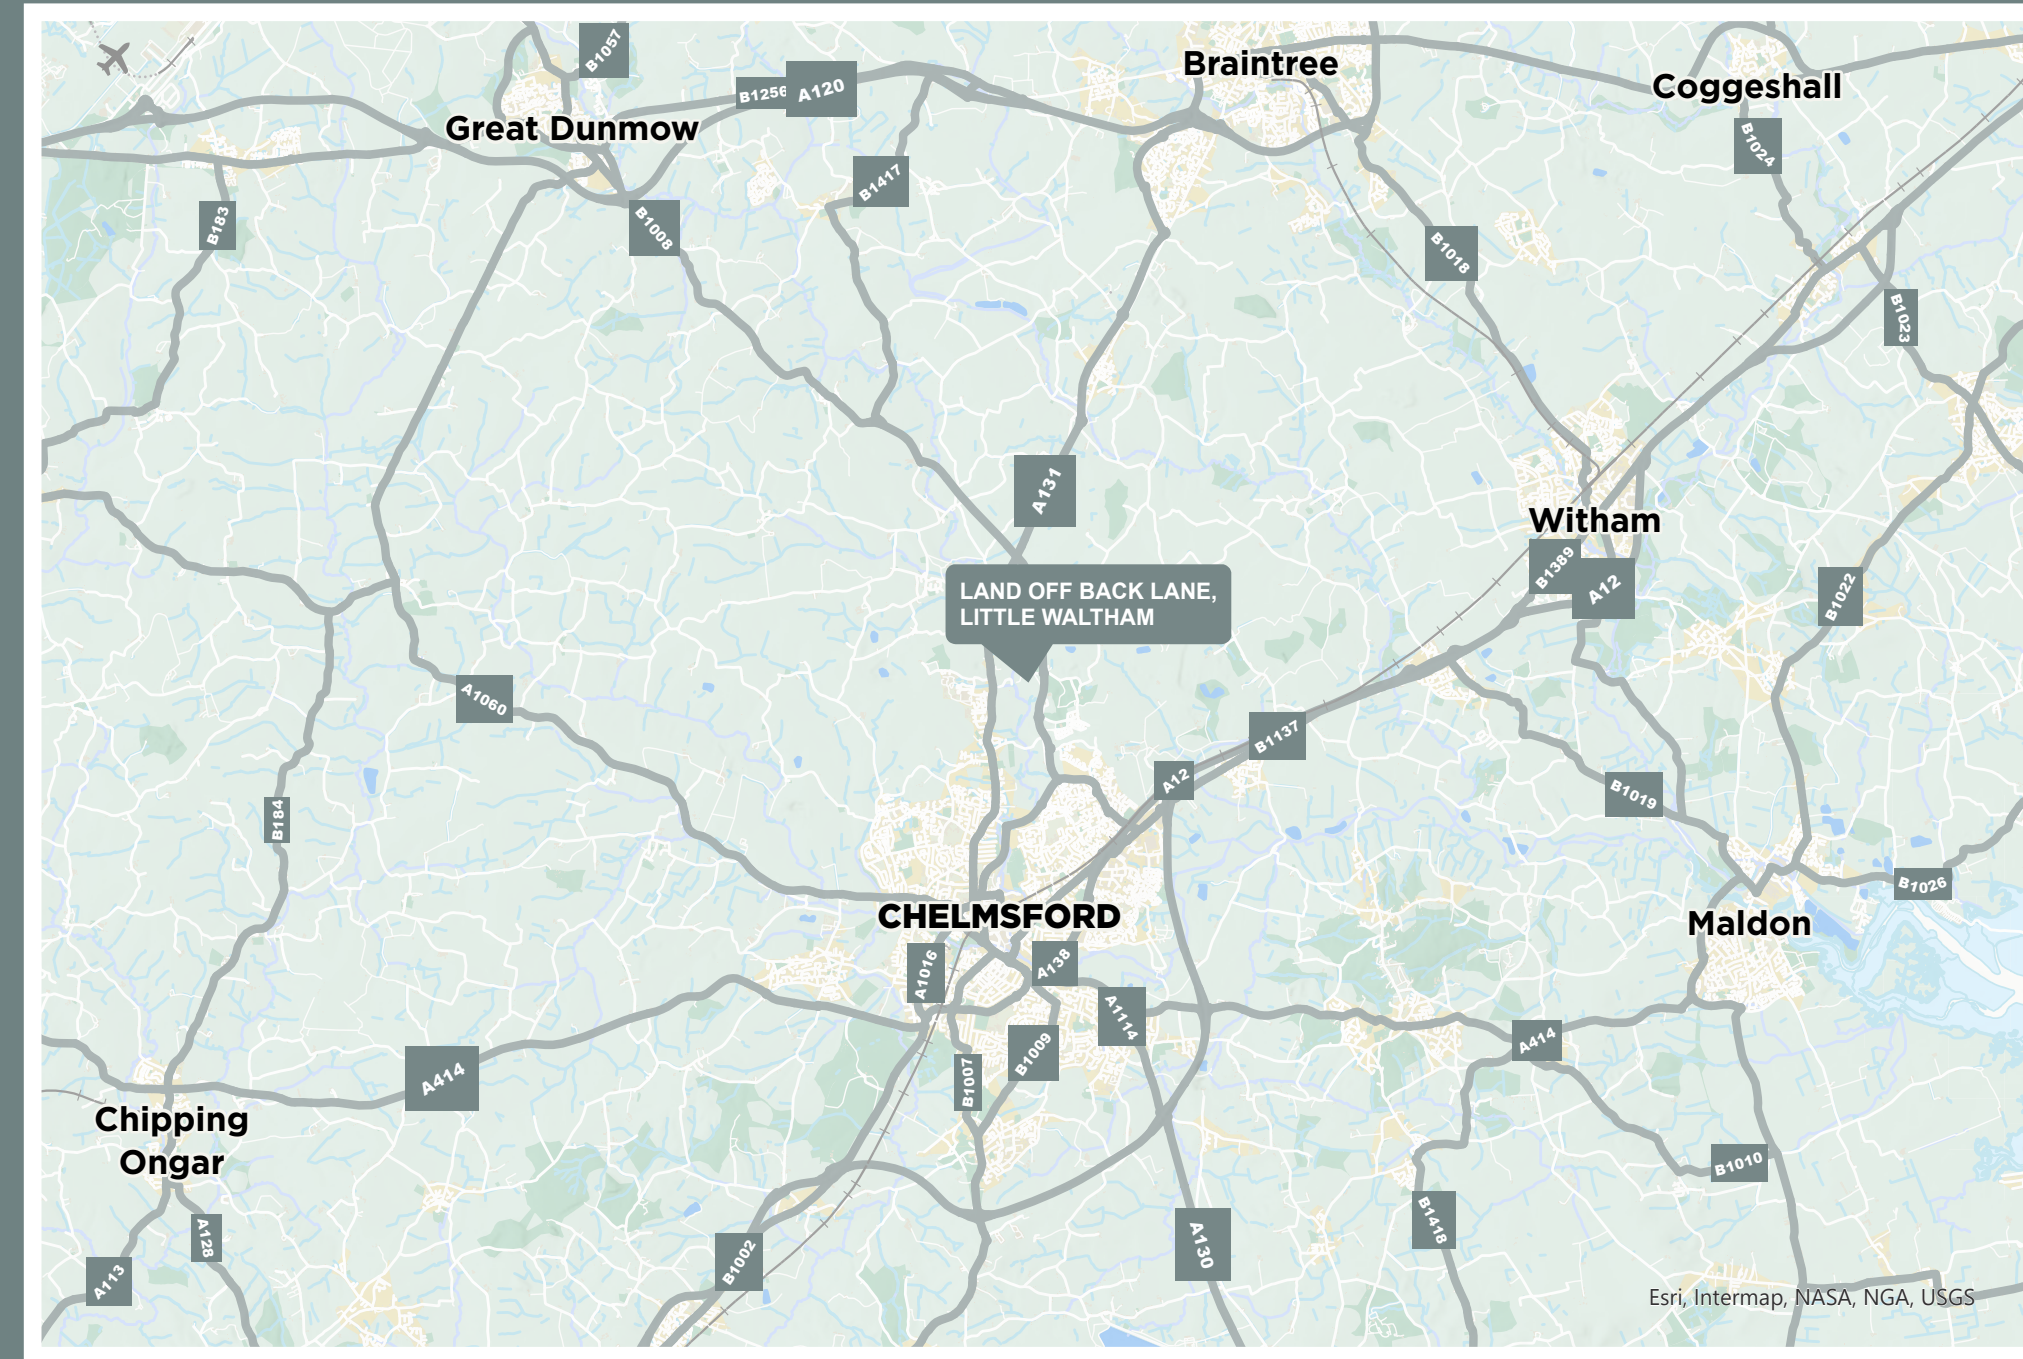 B1057
Braintree
Coggeshall
B1256
A120
Great Dunmow
B1024
B1417
B183
B1008
B1018
B1023
A131
Witham
B1389
A12
B1022
LAND OFF BACK LANE,
LITTLE WALTHAM
A1060
B1137
A12
B1019
B184
B1026
CHELMSFORD
Maldon
A1016
A138
A1114
A414
B1009
A414
B1007
Chipping
Ongar
B1010
B1418
A128
A130
B1002
A113
Esri, Intermap, NASA, NGA, USGS